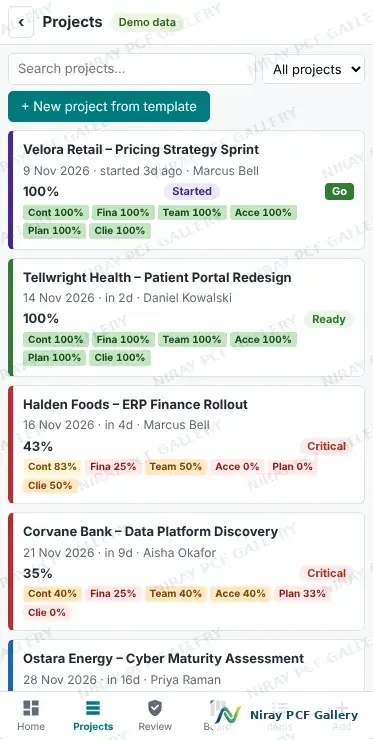 ‹ Projects Demo data
Search projects... All projects
+ New project from template
Velora Retail – Pricing Strategy Sprint
9 Nov 2026 · started 3d ago · Marcus Bell
100% Started Go
Cont 100% Fina 100% Team 100% Acce 100%
Plan 100% Clie 100%
Tellwright Health – Patient Portal Redesign
14 Nov 2026 · in 2d · Daniel Kowalski
100% Ready
Cont 100% Fina 100% Team 100% Acce 100%
Plan 100% Clie 100%
Halden Foods – ERP Finance Rollout
16 Nov 2026 · in 4d · Marcus Bell
43% Critical
Cont 83% Fina 25% Team 50% Acce 0% Plan 0%
Clie 50%
Corvane Bank – Data Platform Discovery
21 Nov 2026 · in 9d · Aisha Okafor
35% Critical
Cont 40% Fina 25% Team 40% Acce 40% Plan 33%
Clie 0%
Ostara Energy – Cyber Maturity Assessment
28 Nov 2026 · in 16d · Priya Raman
Home Projects Review Niray PCF Gallery